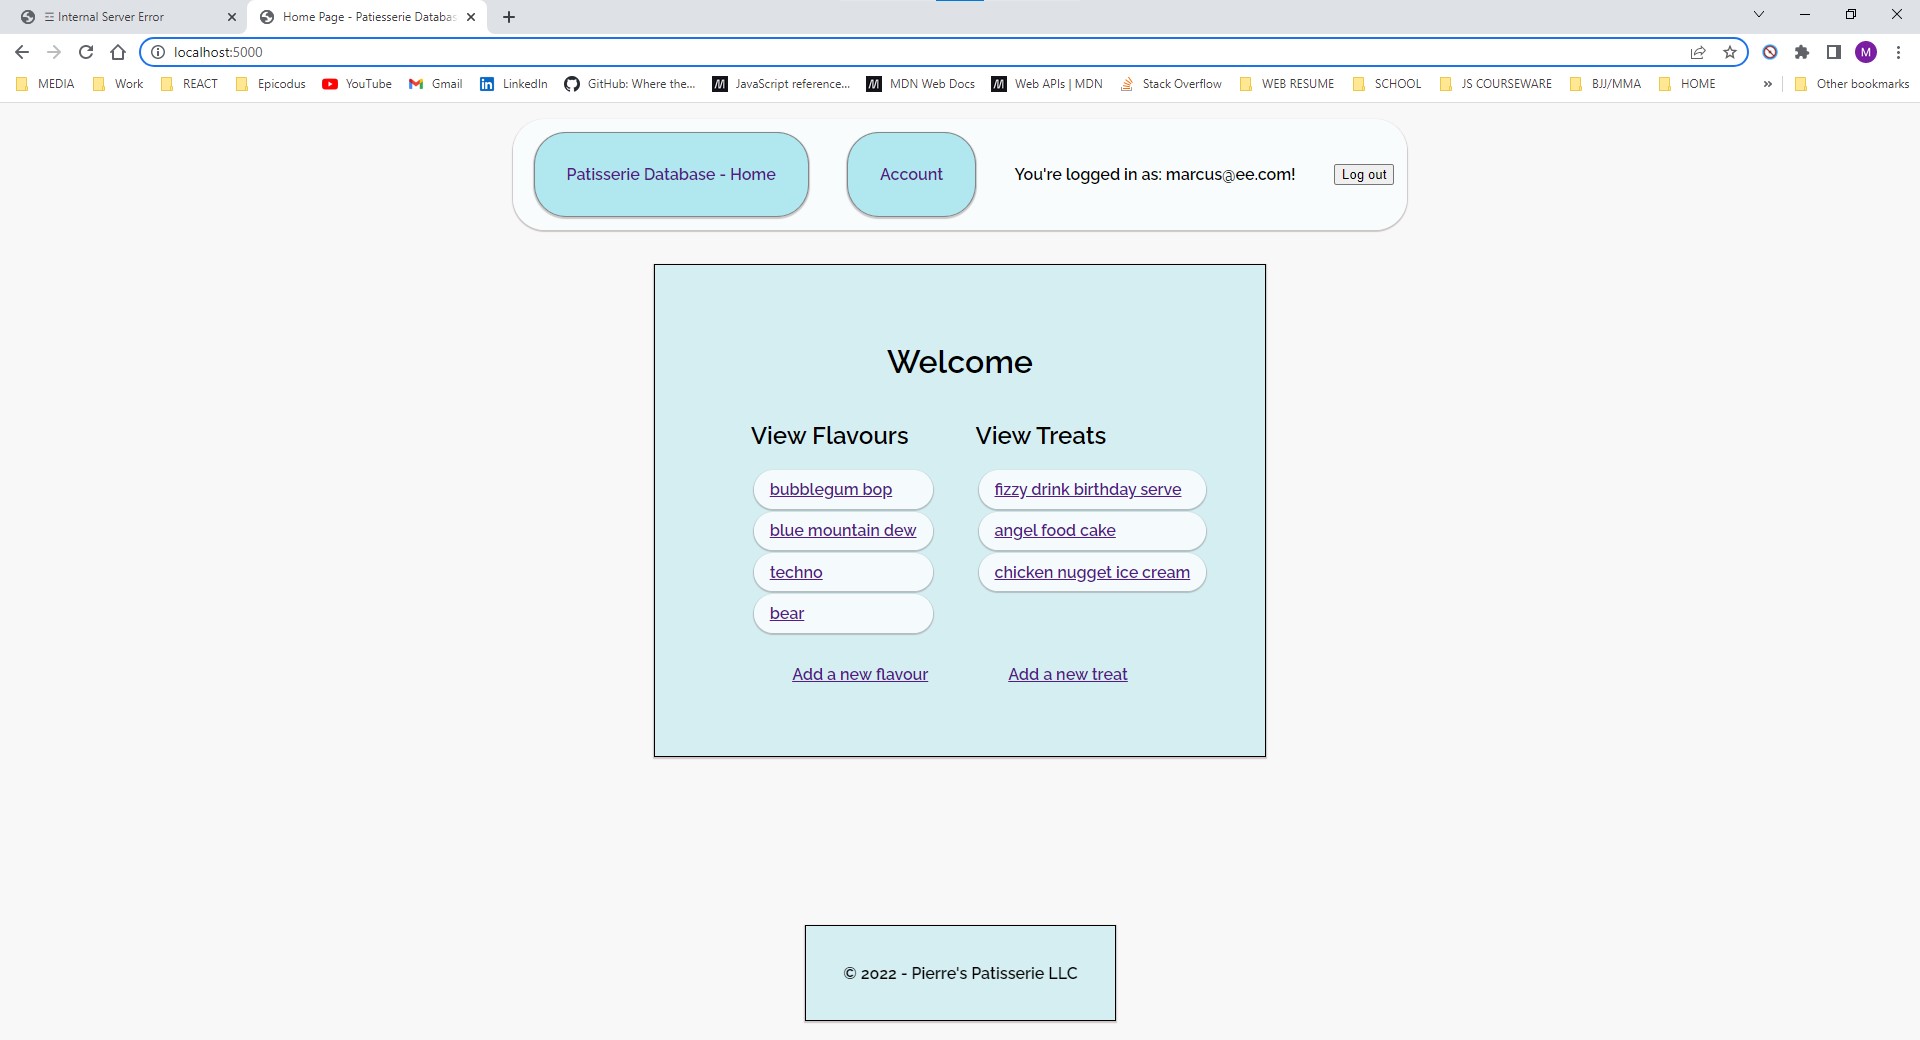 Internal Server Error
Home Page - Patiesserie Databas
localhost:5000
M
MEDIA Work REACT Epicodus YouTube Gmail LinkedIn GitHub: Where the... JavaScript reference... MDN Web Docs Web APIs | MDN Stack Overflow WEB RESUME SCHOOL JS COURSEWARE BJJ/MMA HOME » Other bookmarks
Patisserie Database - Home Account You're logged in as: marcus@ee.com! Log out
Welcome
View Flavours
bubblegum bop
blue mountain dew
techno
bear
View Treats
fizzy drink birthday serve
angel food cake
chicken nugget ice cream
Add a new flavour Add a new treat
© 2022 - Pierre's Patisserie LLC